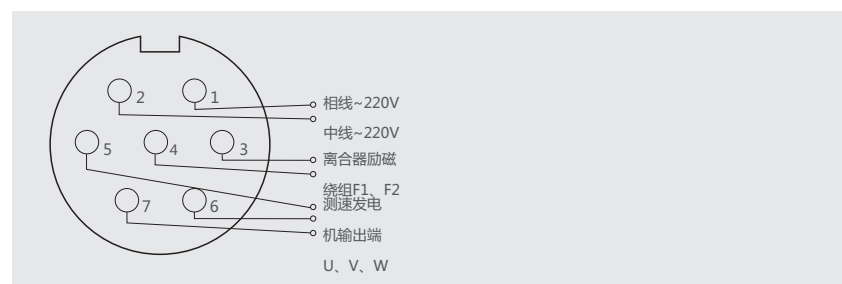 2
1
相线~220V
中线~220V
5
4
3
离合器励磁
绕组F1、F2
7
6
测速发电
机输出端
U、V、W